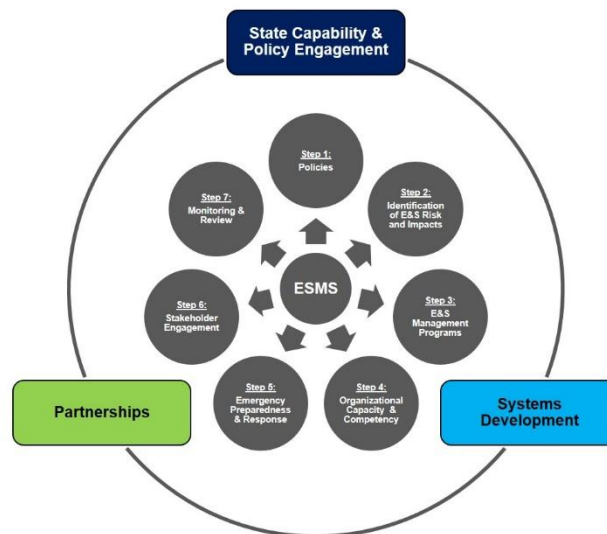 State Capability &
Policy Engagement
Step 1:
Policies
Step 2:
Identification
of E&S Risk
and Impacts
Step 3:
E&S
Management
Programs
Step 4:
Organizational
Capacity &
Competency
Step 5:
Emergency
Preparedness
& Response
Step 6:
Stakeholder
Engagement
Step 7:
Monitoring &
Review
ESMS
Partnerships
Systems
Development